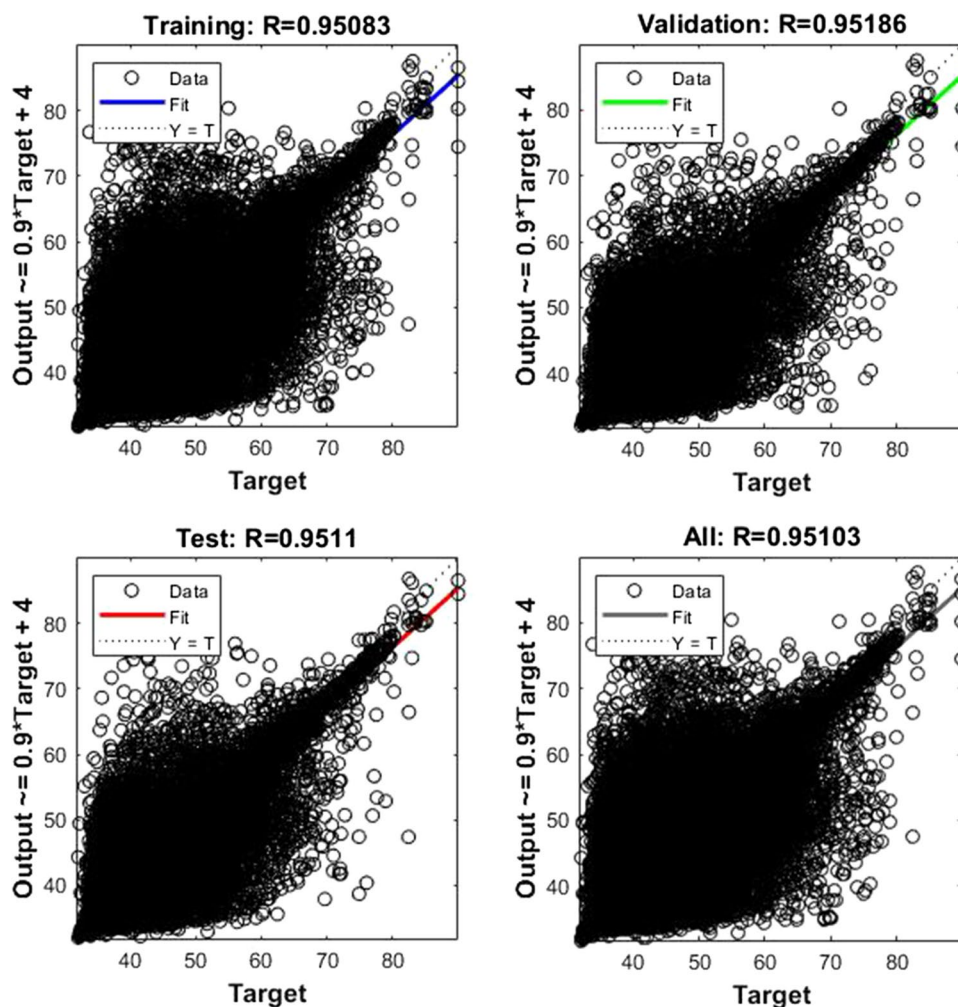 Training: R=0.95083
Output ~= 0.9*Target + 4
Data
Fit
Y = T
80
70
60
50
40
40 50 60 70 80
Target
Validation: R=0.95186
Output ~= 0.9*Target + 4
Data
Fit
Y = T
80
70
60
50
40
40 50 60 70 80
Target
Test: R=0.9511
Output ~= 0.9*Target + 4
Data
Fit
Y = T
80
70
60
50
40
40 50 60 70 80
Target
All: R=0.95103
Output ~= 0.9*Target + 4
Data
Fit
Y = T
80
70
60
50
40
40 50 60 70 80
Target